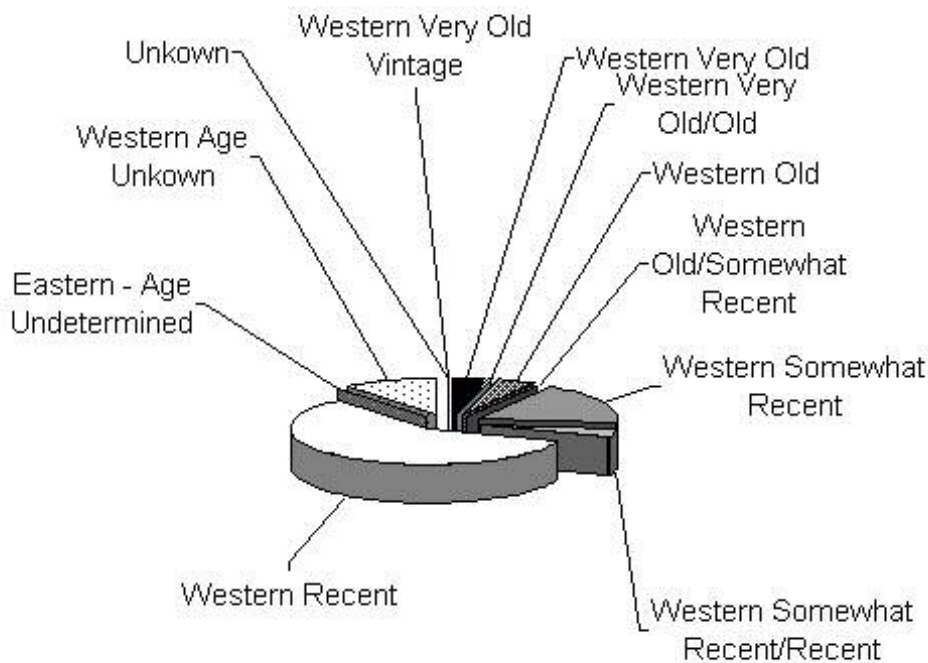 Western Very Old
Vintage
Unkown
Western Very Old
Western Very
Old/Old
Western Age
Unkown
Western Old
Western
Old/Somewhat
Recent
Eastern - Age
Undetermined
Western Somewhat
Recent
Western Recent
Western Somewhat
Recent/Recent